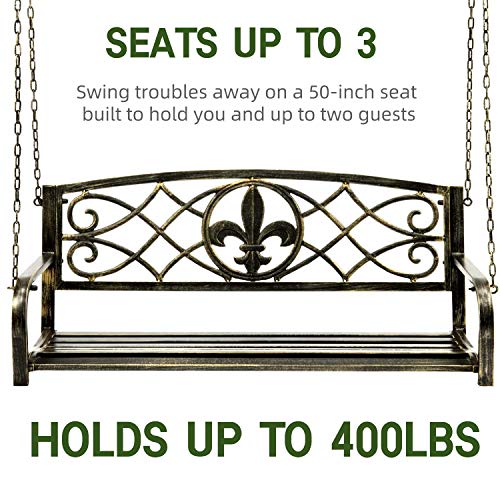 SEATS UP TO 3
Swing troubles away on a 50-inch seat
built to hold you and up to two guests
HOLDS UP TO 400LBS